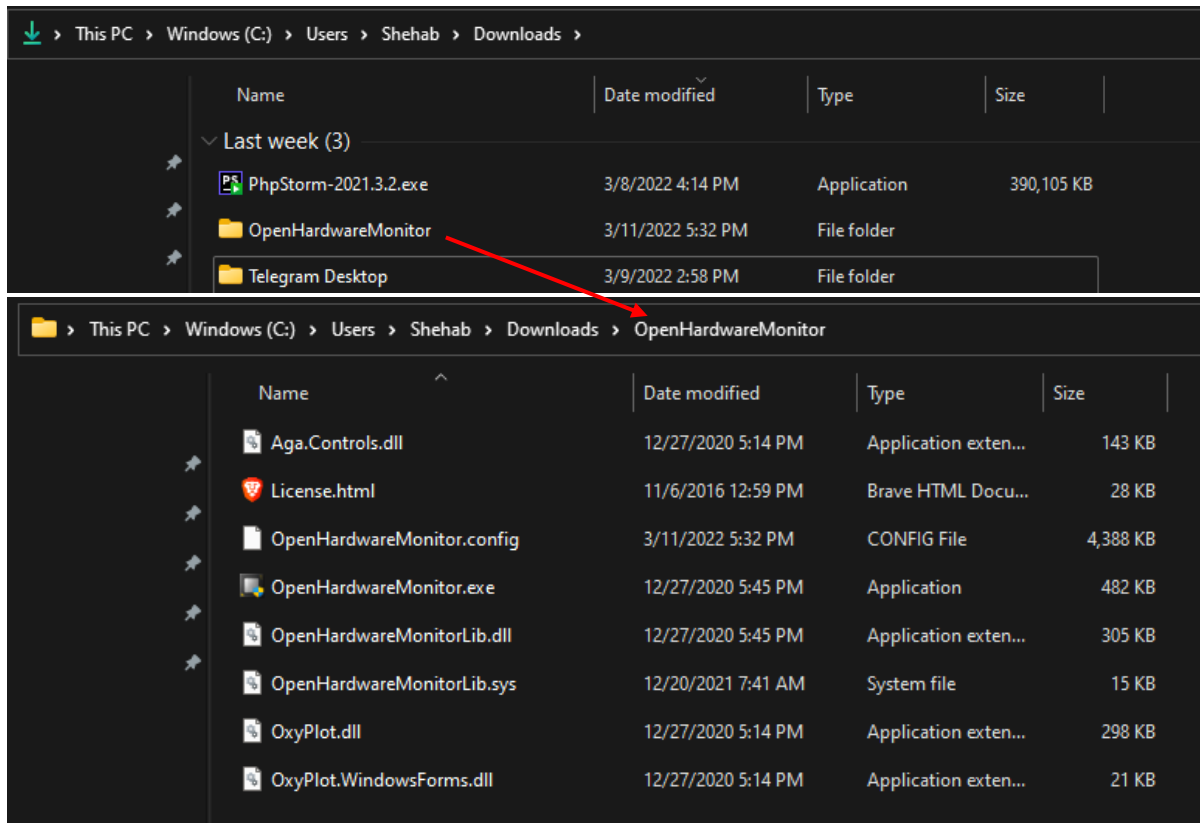 This PC > Windows (C:) > Users > Shehab > Downloads >
Name Date modified Type Size
Last week (3)
PhpStorm-2021.3.2.exe 3/8/2022 4:14 PM Application 390,105 KB
OpenHardwareMonitor 3/11/2022 5:32 PM File folder
Telegram Desktop 3/9/2022 2:58 PM File folder
This PC > Windows (C:) > Users > Shehab > Downloads > OpenHardwareMonitor
Name Date modified Type Size
Aga.Controls.dll 12/27/2020 5:14 PM Application exten... 143 KB
License.html 11/6/2016 12:59 PM Brave HTML Docu... 28 KB
OpenHardwareMonitor.config 3/11/2022 5:32 PM CONFIG File 4,388 KB
OpenHardwareMonitor.exe 12/27/2020 5:45 PM Application 482 KB
OpenHardwareMonitorLib.dll 12/27/2020 5:45 PM Application exten... 305 KB
OpenHardwareMonitorLib.sys 12/20/2021 7:41 AM System file 15 KB
OxyPlot.dll 12/27/2020 5:14 PM Application exten... 298 KB
OxyPlot.WindowsForms.dll 12/27/2020 5:14 PM Application exten... 21 KB